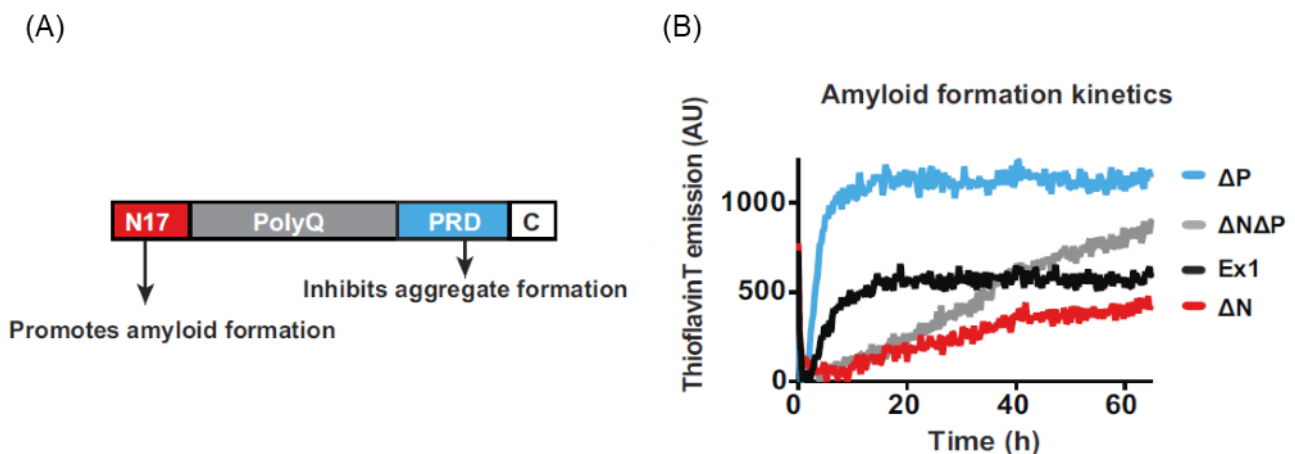 (A)
N17 PolyQ PRD C
Inhibits aggregate formation
Promotes amyloid formation
(B)
Amyloid formation kinetics
ThioflavinT emission (AU)
1000
500
0
0 20 40 60
Time (h)
ΔP
ΔNΔP
Ex1
ΔN